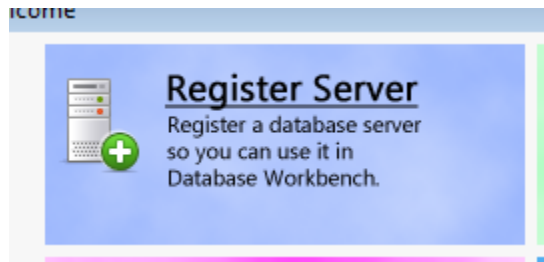 lcome
Register Server
Register a database server
so you can use it in
Database Workbench.